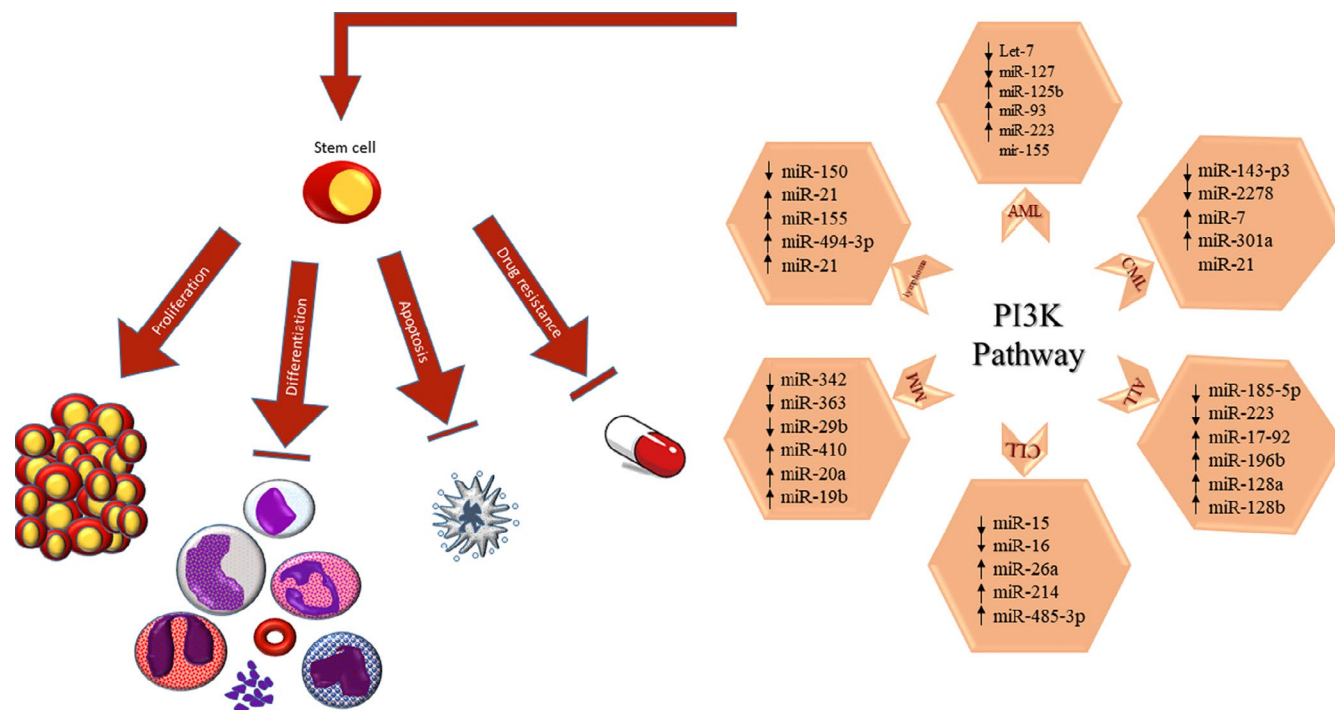 Stem cell
Proliferation
Differentiation
Apoptosis
Drug resistance
Let-7
miR-127
miR-125b
miR-93
miR-223
mir-155
AML
miR-143-p3
miR-2278
miR-7
miR-301a
miR-21
CML
miR-185-5p
miR-223
miR-17-92
miR-196b
miR-128a
miR-128b
ALL
miR-15
miR-16
miR-26a
miR-214
miR-485-3p
CLL
miR-342
miR-363
miR-29b
miR-410
miR-20a
miR-19b
MM
miR-150
miR-21
miR-155
miR-494-3p
miR-21
lymphoma
PI3K
Pathway